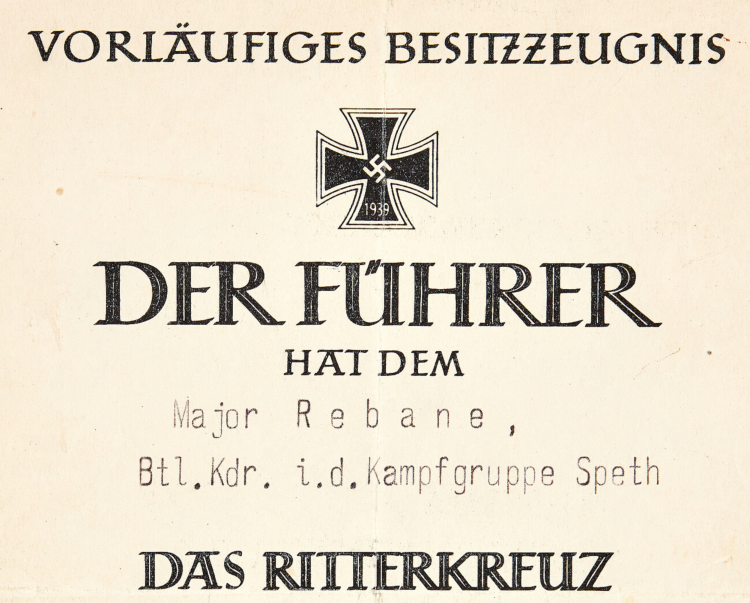 VORLÄUFIGES BESITZZEUGNIS
1939
DER FÜHRER
HAT DEM
Major Rebane,
Btl.Kdr. i.d.Kampfgruppe Speth
DAS RITTERKREUZ